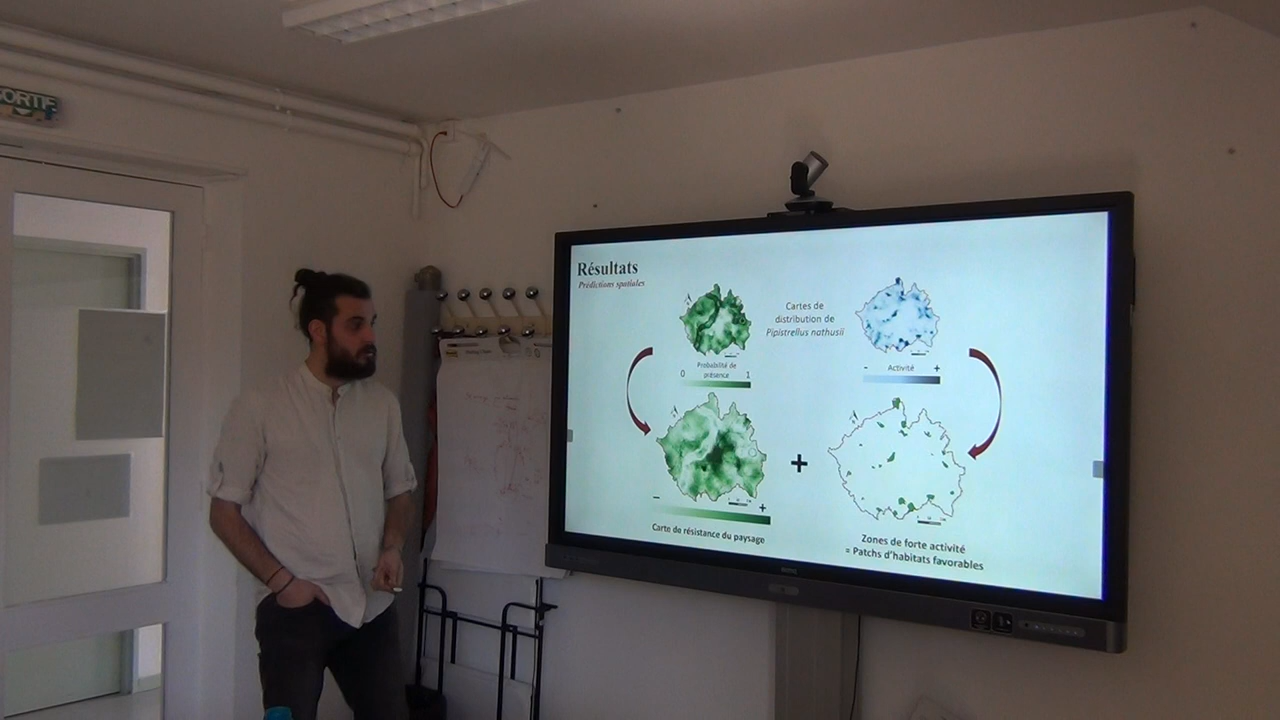 SORTIE
Résultats
Prédictions spatiales
Cartes de
distribution de
Pipistrellus nathusii
Probabilité de
présence
0 1
- Activité +
- +
+
Carte de résistance du paysage
Zones de forte activité
= Patchs d'habitats favorables